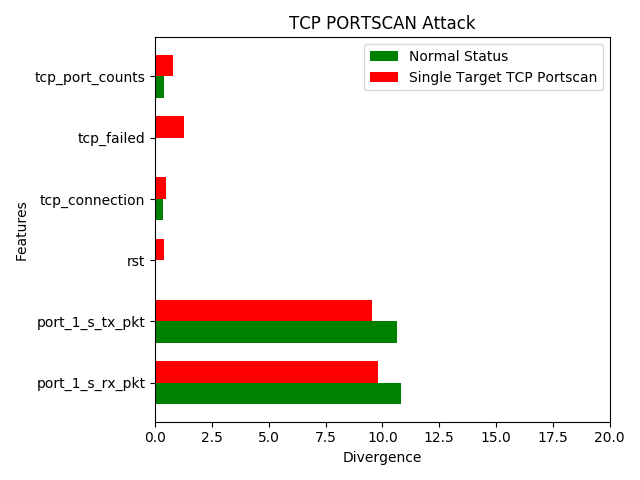 TCP PORTSCAN Attack
Normal Status
Single Target TCP Portscan
tcp_port_counts
tcp_failed
tcp_connection
rst
port_1_s_tx_pkt
port_1_s_rx_pkt
Features
0.0 2.5 5.0 7.5 10.0 12.5 15.0 17.5 20.0
Divergence